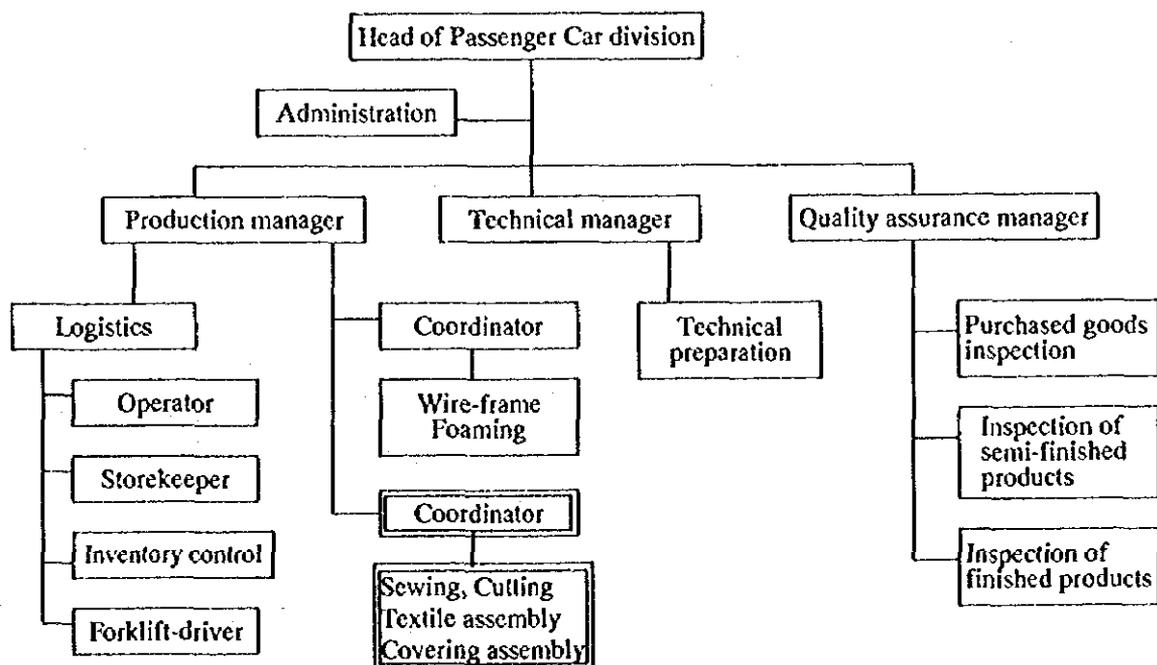 Head of Passenger Car division
Administration
Production manager
Technical manager
Quality assurance manager
Logistics
Operator
Storekeeper
Inventory control
Forklift-driver
Coordinator
Wire-frame
Foaming
Coordinator
Sewing, Cutting
Textile assembly
Covering assembly
Technical
preparation
Purchased goods
inspection
Inspection of
semi-finished
products
Inspection of
finished products